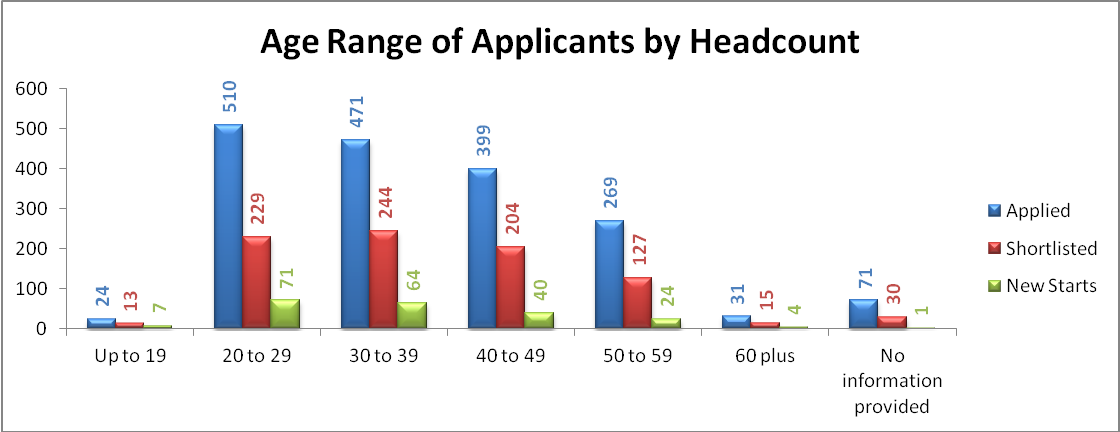 Age Range of Applicants by Headcount
600
500
400
300
200
100
0
24
13
7
510
229
71
471
244
64
399
204
40
269
127
24
31
15
4
71
30
1
Up to 19
20 to 29
30 to 39
40 to 49
50 to 59
60 plus
No
information
provided
Applied
Shortlisted
New Starts